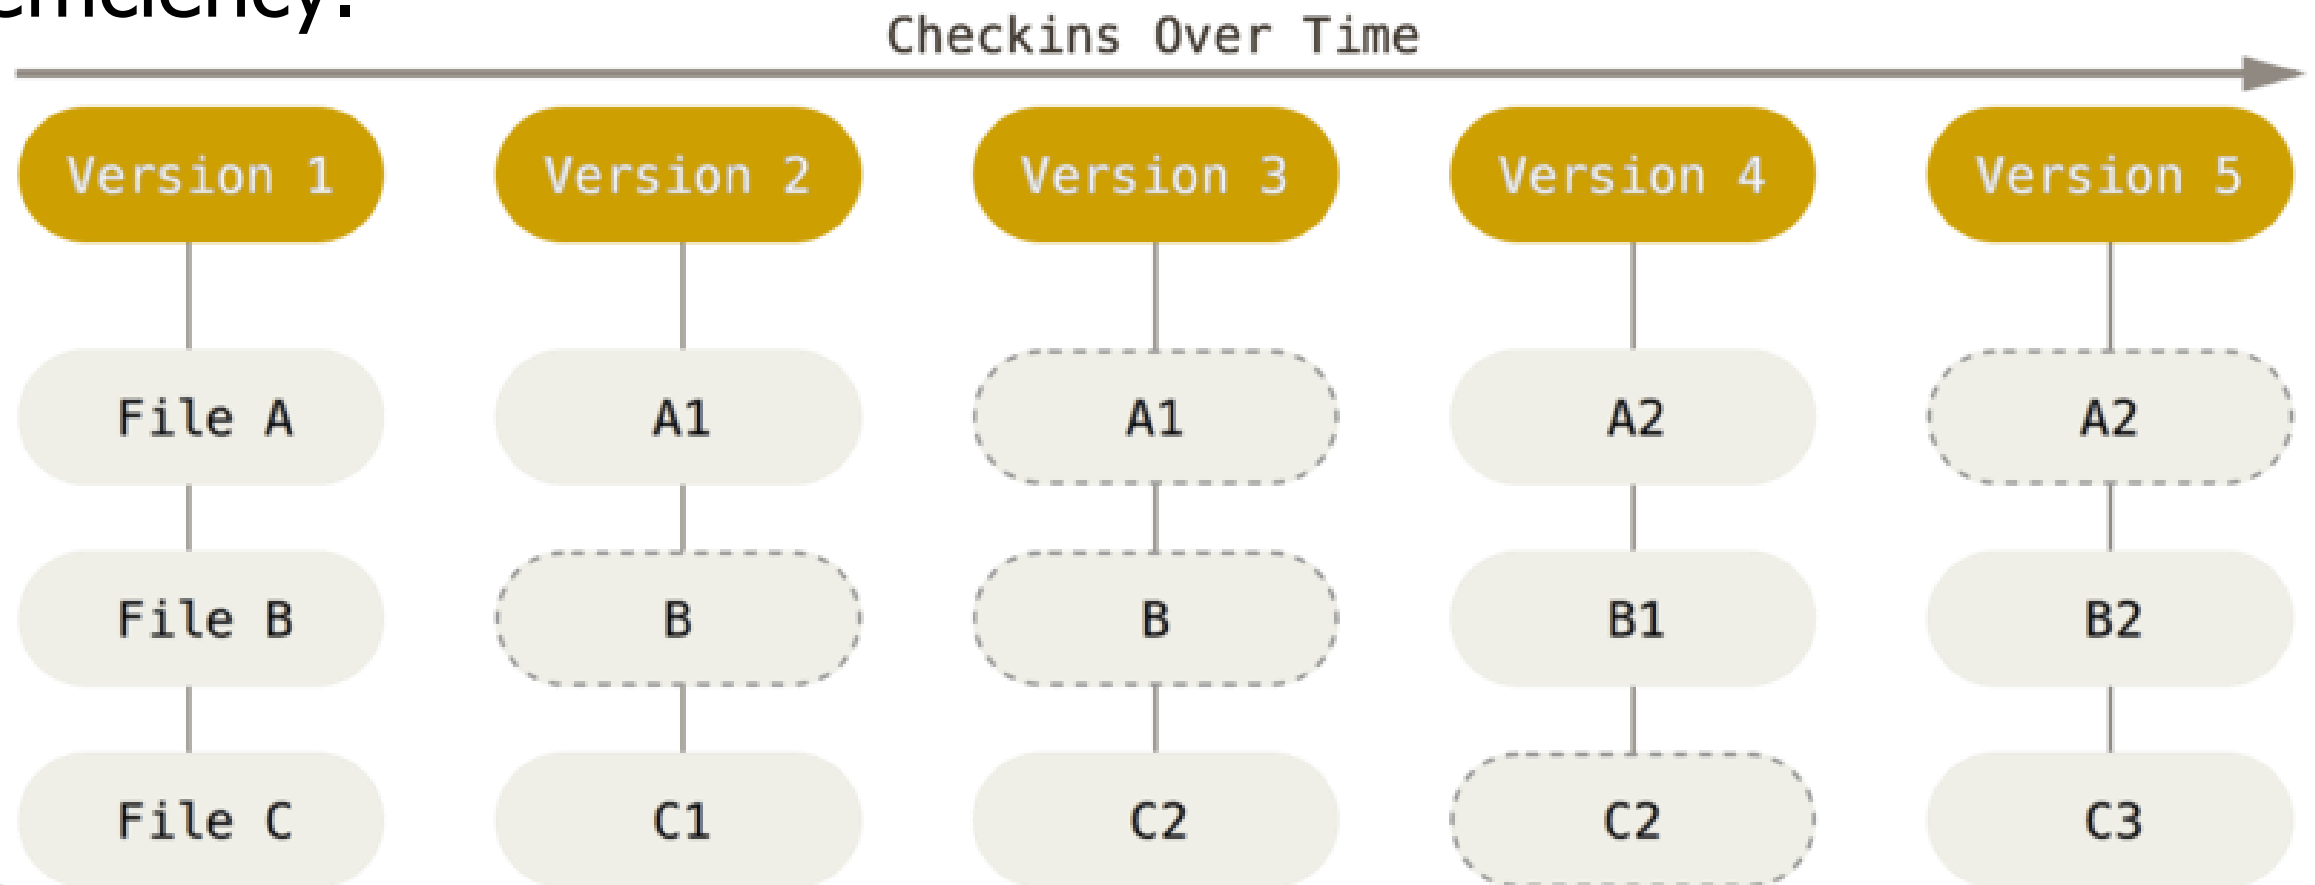 efficiency.
Checkins Over Time
Version 1 Version 2 Version 3 Version 4 Version 5
File A A1 A1 A2 A2
File B B B B1 B2
File C C1 C2 C2 C3